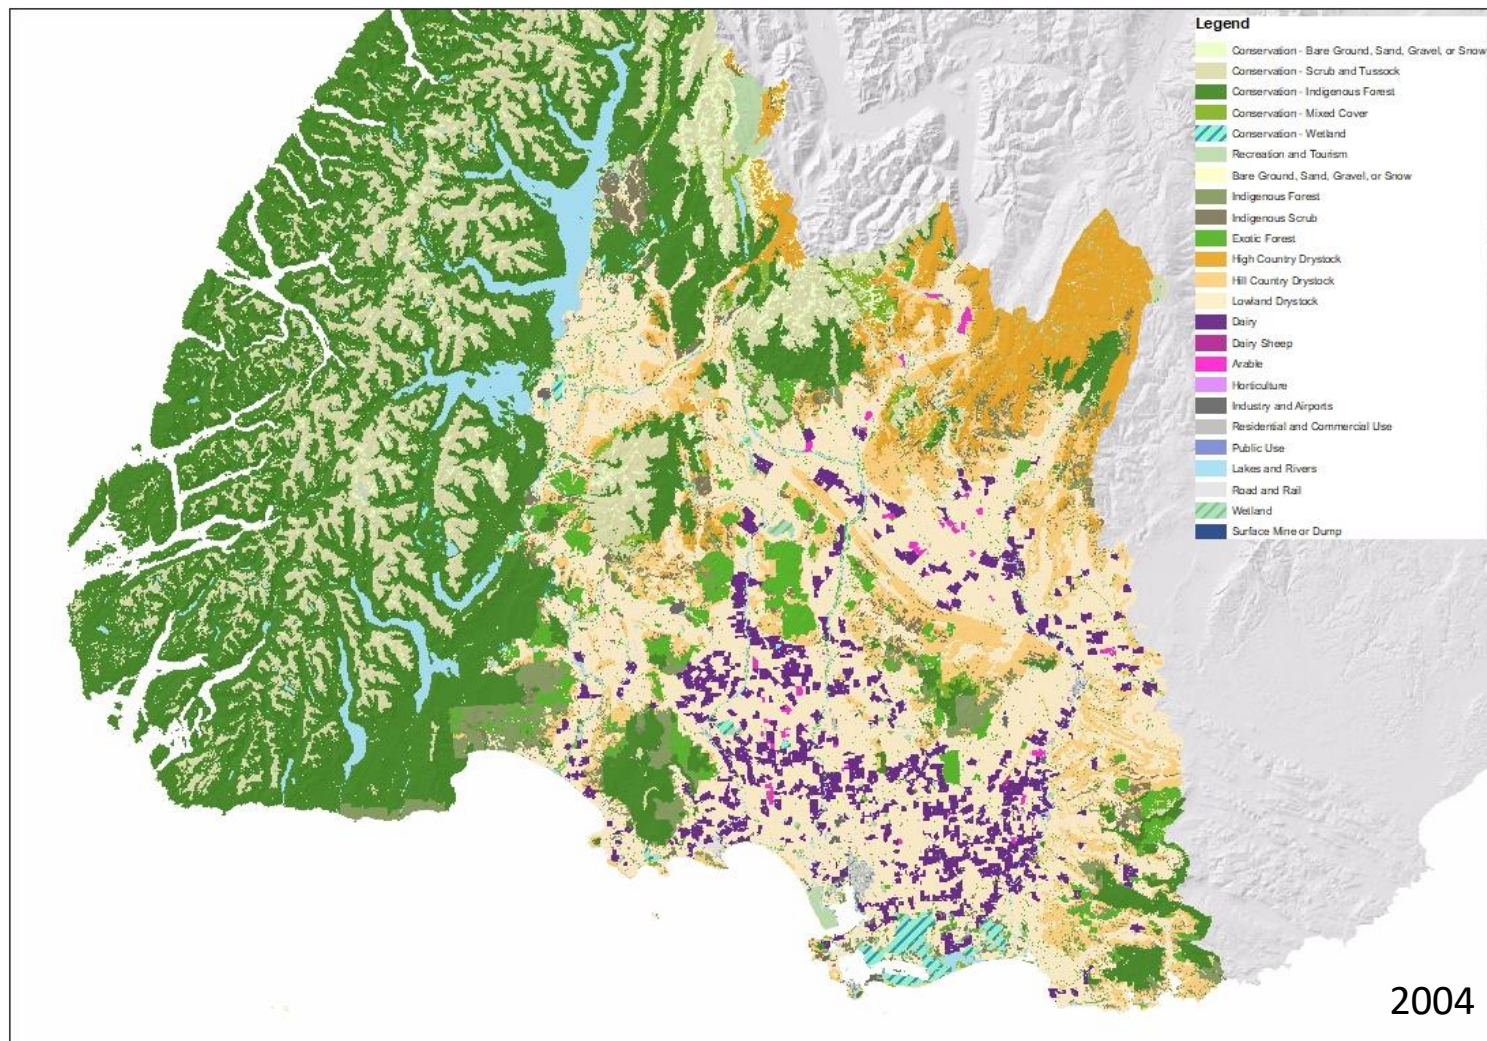 Legend
Conservation - Bare Ground, Sand, Gravel, or Snow
Conservation - Scrub and Tussock
Conservation - Indigenous Forest
Conservation - Mixed Cover
Conservation - Wetland
Recreation and Tourism
Bare Ground, Sand, Gravel, or Snow
Indigenous Forest
Indigenous Scrub
Exotic Forest
High Country Drystock
Hill Country Drystock
Lowland Drystock
Dairy
Dairy Sheep
Arable
Horticulture
Industry and Airports
Residential and Commercial Use
Public Use
Lakes and Rivers
Road and Rail
Wetland
Surface Mine or Dump
2004